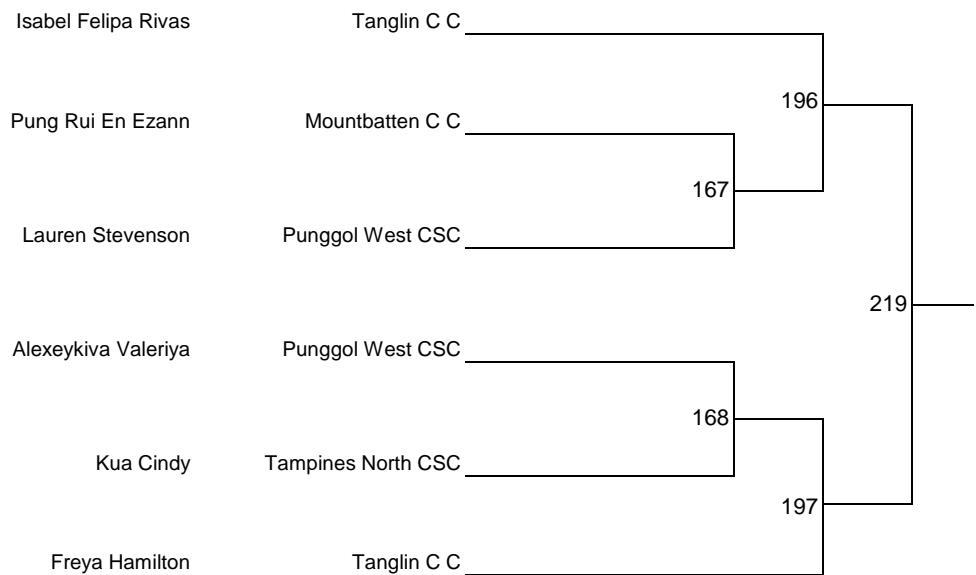 Isabel Felipa Rivas Tanglin C C
196
Pung Rui En Ezann Mountbatten C C
167
Lauren Stevenson Punggol West CSC
219
Alexeykiva Valeriya Punggol West CSC
168
Kua Cindy Tampines North CSC
197
Freya Hamilton Tanglin C C